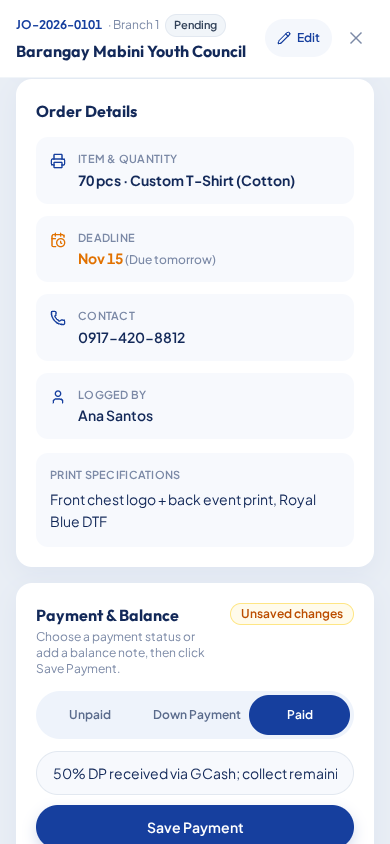 JO-2026-0101 · Branch 1 Pending
Barangay Mabini Youth Council
Edit
Order Details
ITEM & QUANTITY
70 pcs · Custom T-Shirt (Cotton)
DEADLINE
Nov 15 (Due tomorrow)
CONTACT
0917-420-8812
LOGGED BY
Ana Santos
PRINT SPECIFICATIONS
Front chest logo + back event print, Royal
Blue DTF
Payment & Balance
Unsaved changes
Choose a payment status or
add a balance note, then click
Save Payment.
Unpaid Down Payment Paid
50% DP received via GCash; collect remaini
Save Payment